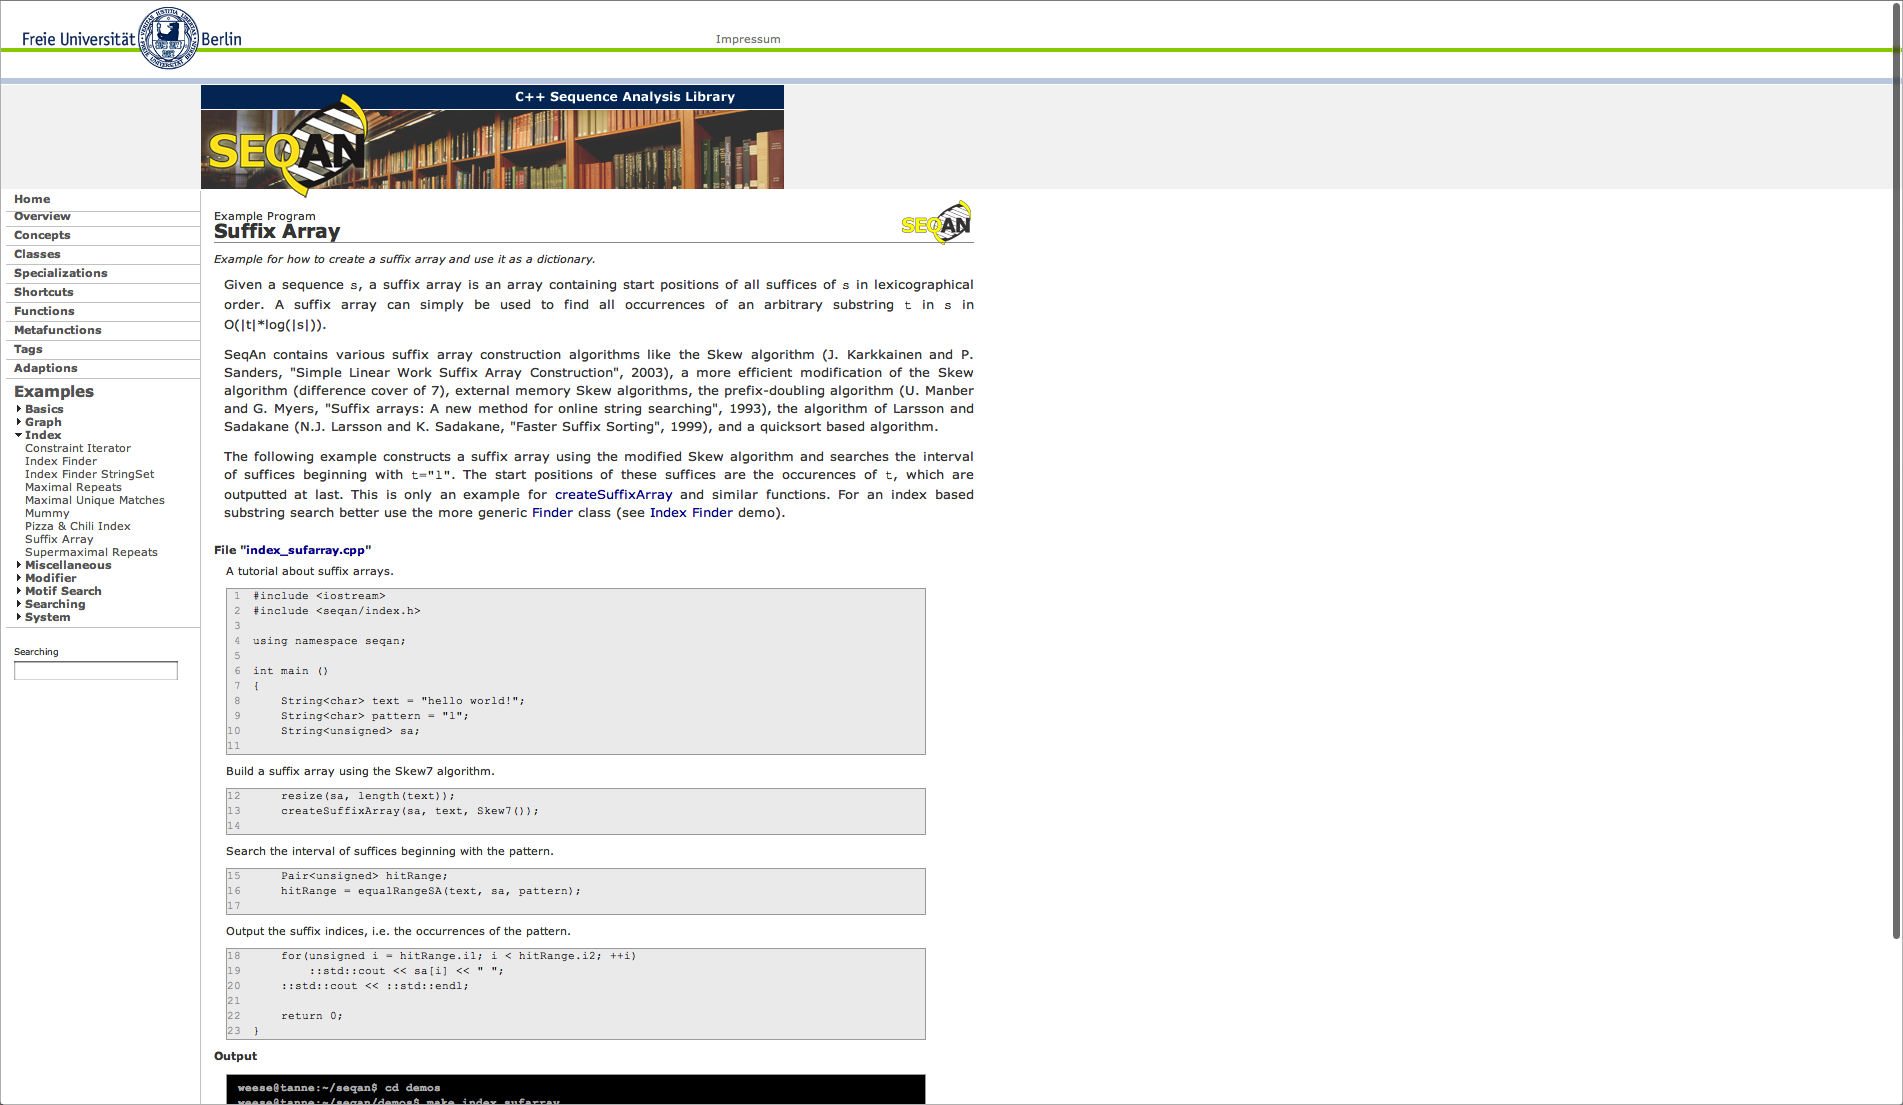 Freie Universität Berlin
Impressum
C++ Sequence Analysis Library
SEQAN
Home
Overview
Concepts
Classes
Specializations
Shortcuts
Functions
Metafunctions
Tags
Adaptions
Examples
Basics
Graph
Index
Constraint Iterator
Index Finder
Index Finder StringSet
Maximal Repeats
Maximal Unique Matches
Mummy
Pizza & Chili Index
Suffix Array
Supermaximal Repeats
Miscellaneous
Modifier
Motif Search
Searching
System
Searching
Example Program
Suffix Array
SEQAN
Example for how to create a suffix array and use it as a dictionary.
Given a sequence s, a suffix array is an array containing start positions of all suffices of s in lexicographical
order. A suffix array can simply be used to find all occurrences of an arbitrary substring t in s in
O(|t|*log(|s|)).
SeqAn contains various suffix array construction algorithms like the Skew algorithm (J. Karkkainen and P.
Sanders, "Simple Linear Work Suffix Array Construction", 2003), a more efficient modification of the Skew
algorithm (difference cover of 7), external memory Skew algorithms, the prefix-doubling algorithm (U. Manber
and G. Myers, "Suffix arrays: A new method for online string searching", 1993), the algorithm of Larsson and
Sadakane (N.J. Larsson and K. Sadakane, "Faster Suffix Sorting", 1999), and a quicksort based algorithm.
The following example constructs a suffix array using the modified Skew algorithm and searches the interval
of suffices beginning with t="l". The start positions of these suffices are the occurences of t, which are
outputted at last. This is only an example for createSuffixArray and similar functions. For an index based
substring search better use the more generic Finder class (see Index Finder demo).
File "index_sufarray.cpp"
A tutorial about suffix arrays.
1 #include <iostream>
2 #include <seqan/index.h>
3
4 using namespace seqan;
5
6 int main ()
7 {
8 String<char> text = "hello world!";
9 String<char> pattern = "l";
10 String<unsigned> sa;
11
Build a suffix array using the Skew7 algorithm.
12 resize(sa, length(text));
13 createSuffixArray(sa, text, Skew7());
14
Search the interval of suffices beginning with the pattern.
15 Pair<unsigned> hitRange;
16 hitRange = equalRangeSA(text, sa, pattern);
17
Output the suffix indices, i.e. the occurrences of the pattern.
18 for(unsigned i = hitRange.i1; i < hitRange.i2; ++i)
19 ::std::cout << sa[i] << " ";
20 ::std::cout << ::std::endl;
21
22 return 0;
23 }
Output
weese@tanne:~/seqan$ cd demos
weese@tanne:~/seqan/demos$ make index_sufarray